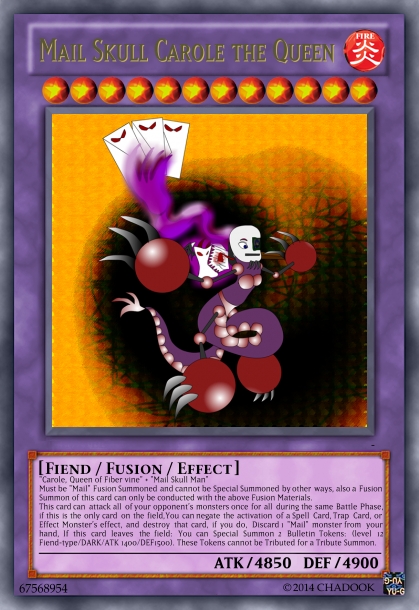 Mail Skull Carole the Queen
FIRE
炎
[Fiend / Fusion / Effect]
"Carole, Queen of Fiber vine" + "Mail Skull Man"
Must be "Mail" Fusion Summoned and cannot be Special Summoned by other ways, also a Fusion
Summon of this card can only be conducted with the above Fusion Materials.
This card can attack all of your opponent's monsters once for all during the same Battle Phase,
if this is the only card on the field,You can negate the activation of a Spell Card, Trap Card, or
Effect Monster's effect, and destroy that card, if you do, Discard 1 "Mail" monster from your
hand, If this card leaves the field: You can Special Summon 2 Bulletin Tokens: (level 12
Fiend-type/DARK/ATK 1400/DEF1500). These Tokens cannot be Tributed for a Tribute Summon.
ATK / 4850 DEF / 4900
67568954
©2014 CHADOOK